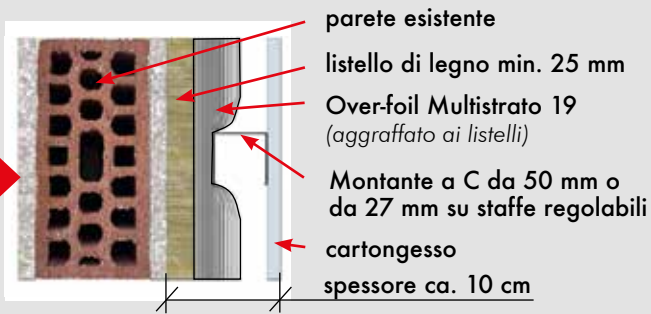 parete esistente
listello di legno min. 25 mm
Over-foil Multistrato 19
(aggraffato ai listelli)
Montante a C da 50 mm o
da 27 mm su staffe regolabili
cartongesso
spessore ca. 10 cm